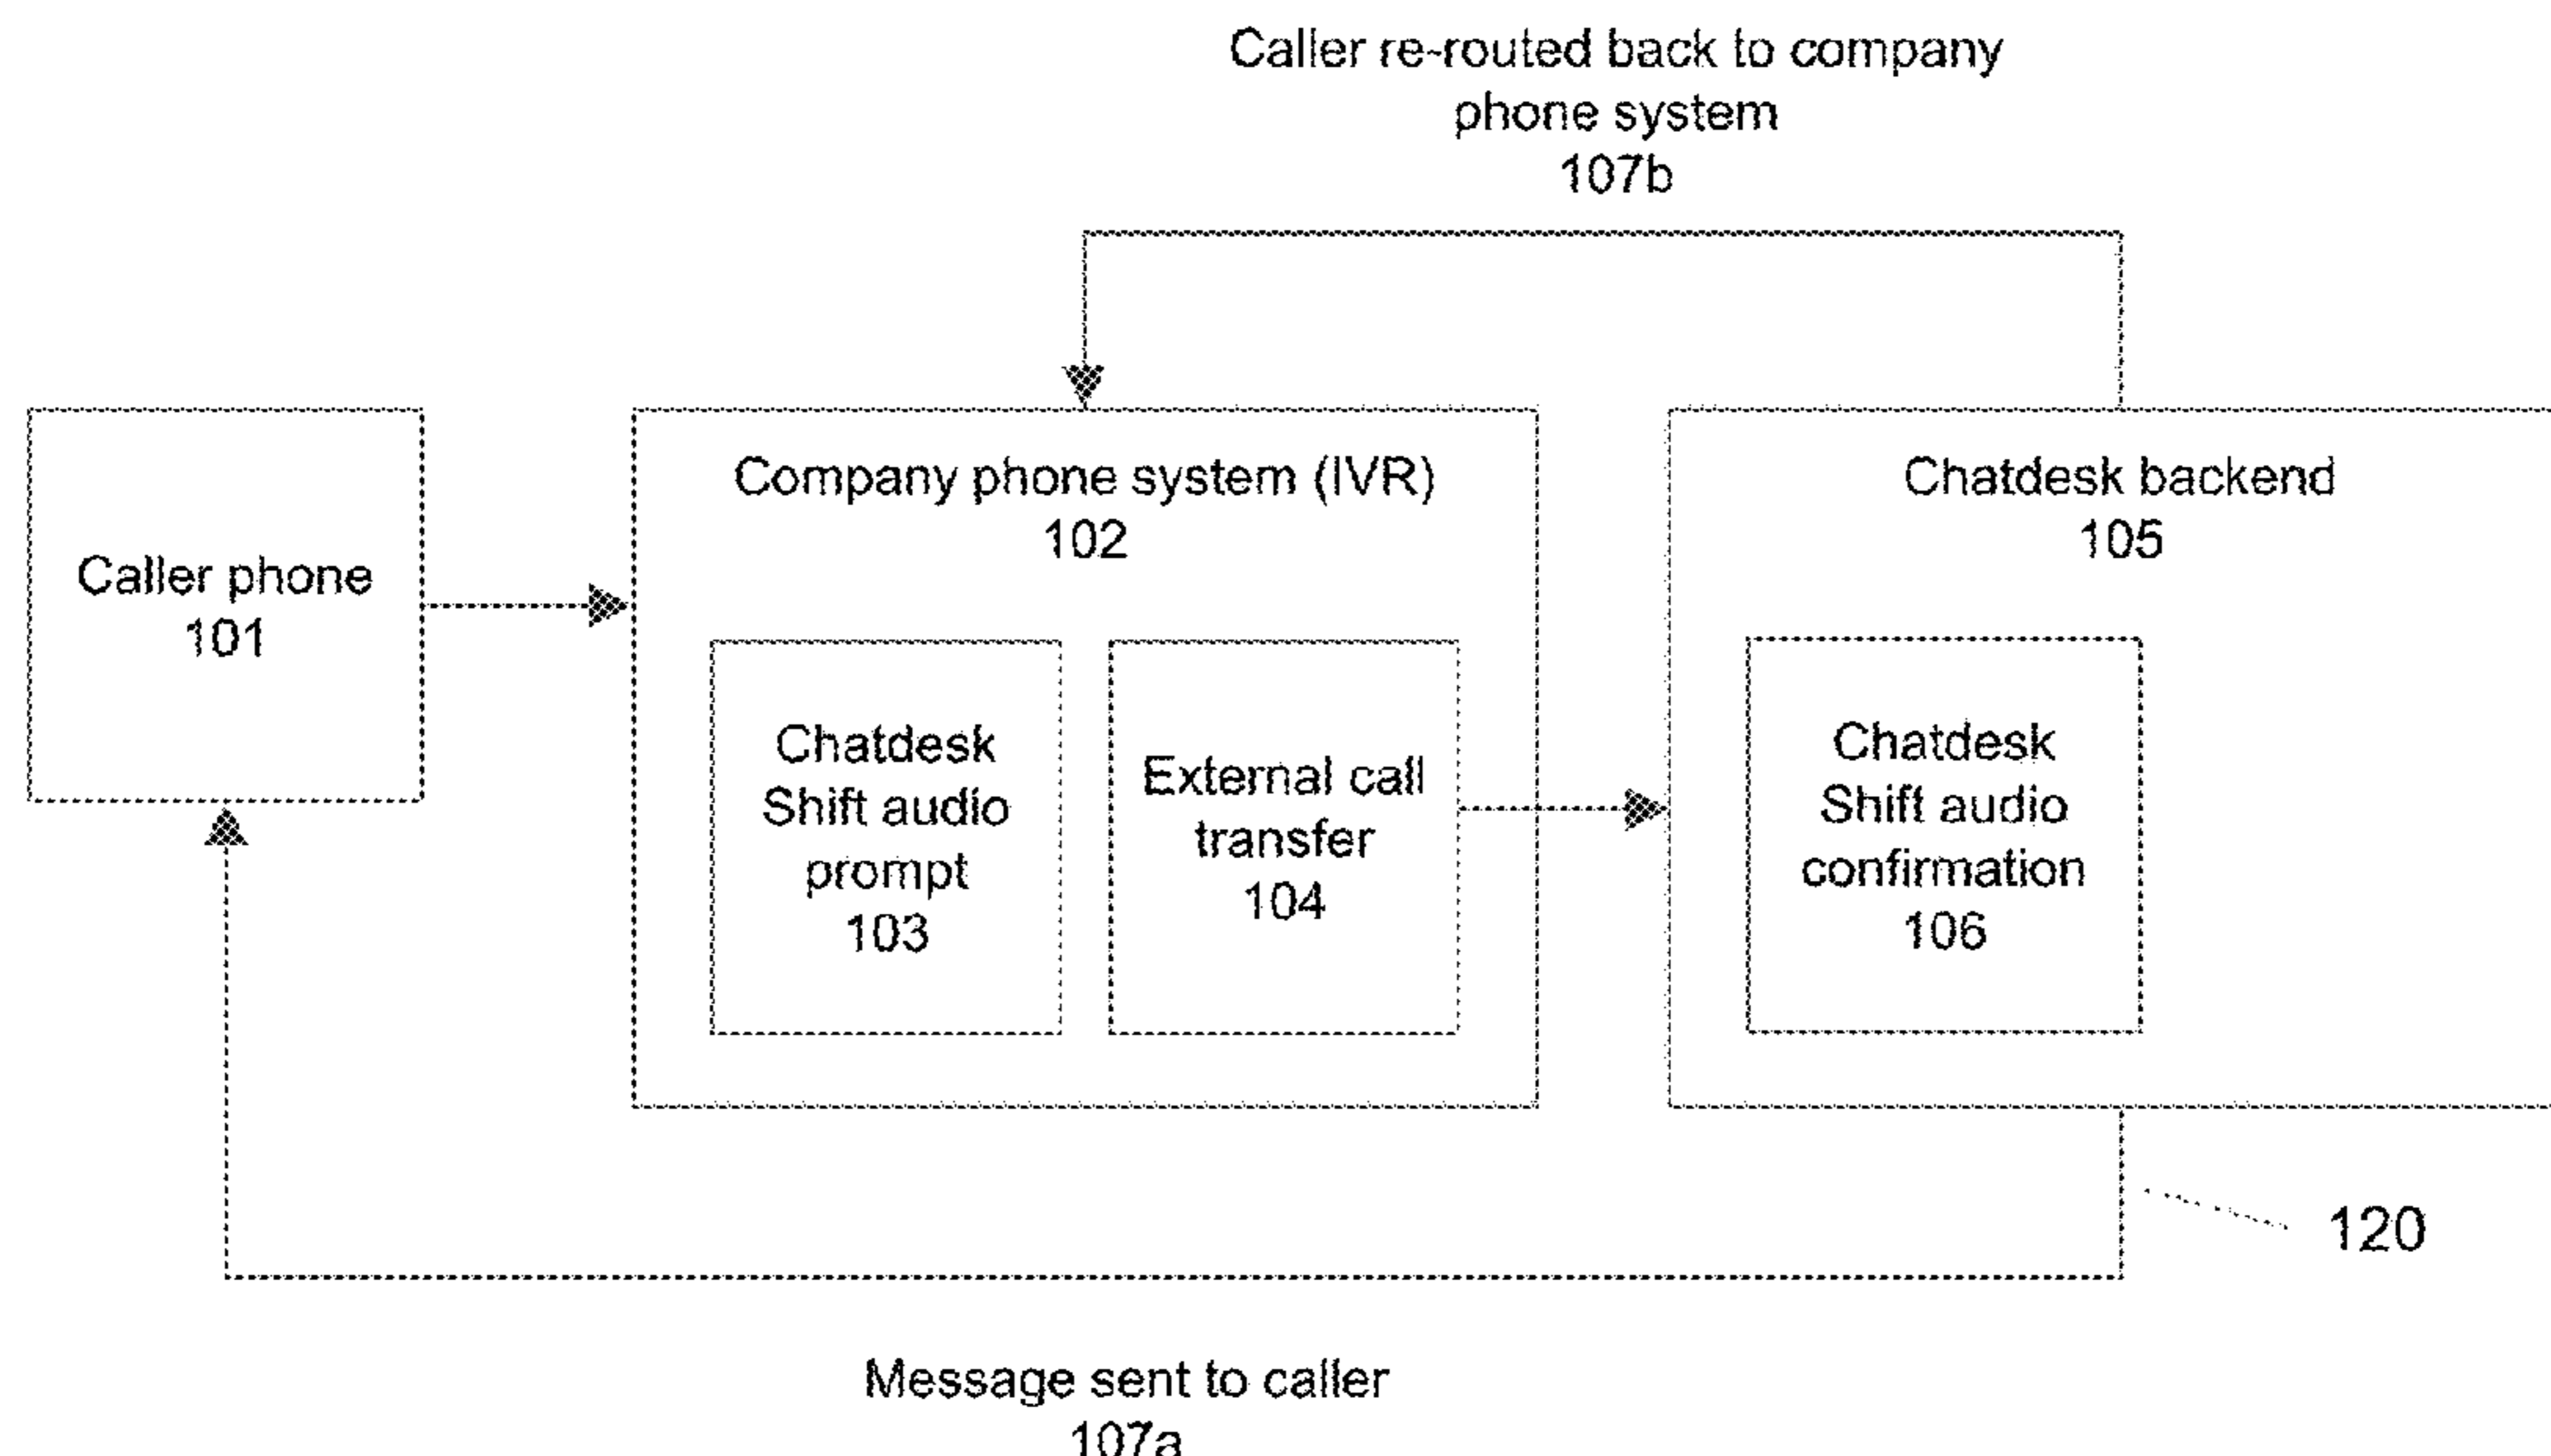 Caller re-routed back to company
phone system
107b
Caller phone
101
Company phone system (IVR)
102
Chatdesk
Shift audio
prompt
103
External call
transfer
104
Chatdesk backend
105
Chatdesk
Shift audio
confirmation
106
120
Message sent to caller
107a